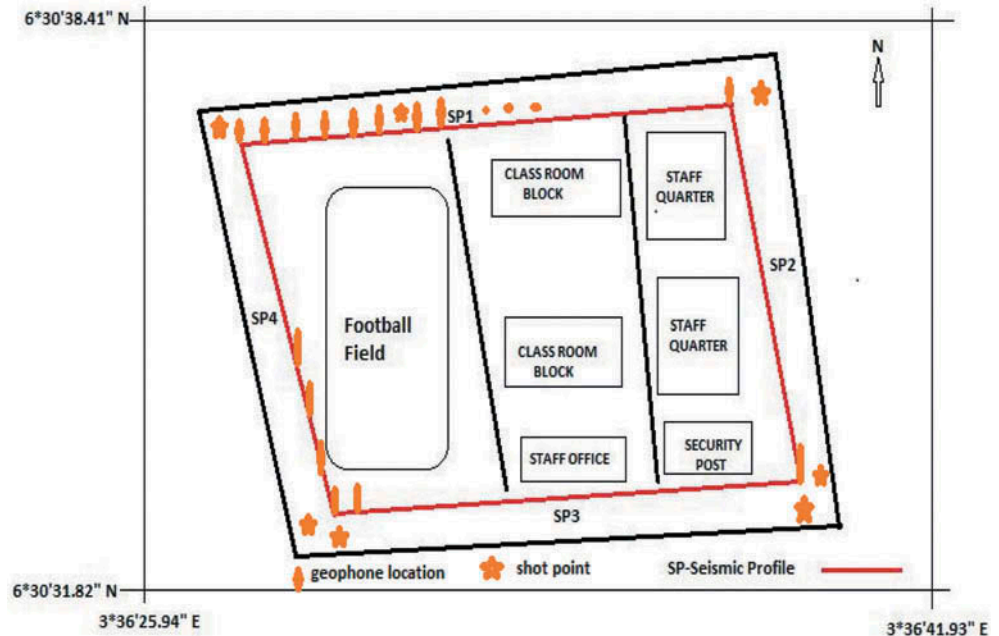 6*30'38.41" N
N
SP1
CLASS ROOM
BLOCK
STAFF
QUARTER
SP2
SP4
Football
Field
CLASS ROOM
BLOCK
STAFF
QUARTER
STAFF OFFICE
SECURITY
POST
SP3
geophone location
shot point
SP-Seismic Profile
6*30'31.82" N
3*36'25.94" E
3*36'41.93" E